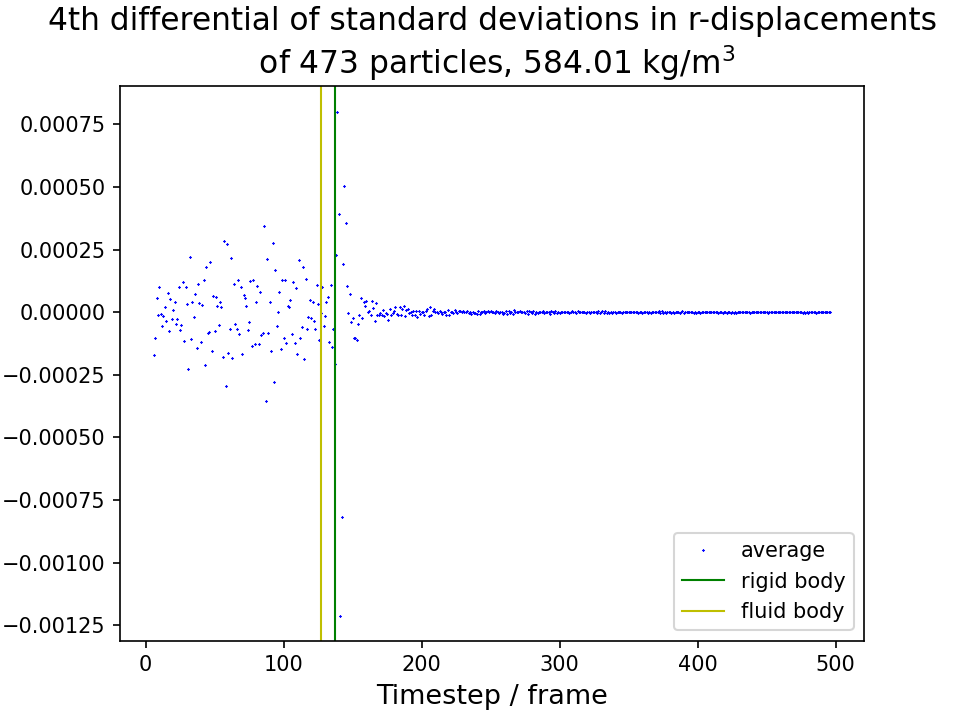 4th differential of standard deviations in r-displacements
of 473 particles, 584.01 kg/m³
0.00075
0.00050
0.00025
0.00000
−0.00025
−0.00050
−0.00075
−0.00100
−0.00125
average
rigid body
fluid body
0 100 200 300 400 500
Timestep / frame